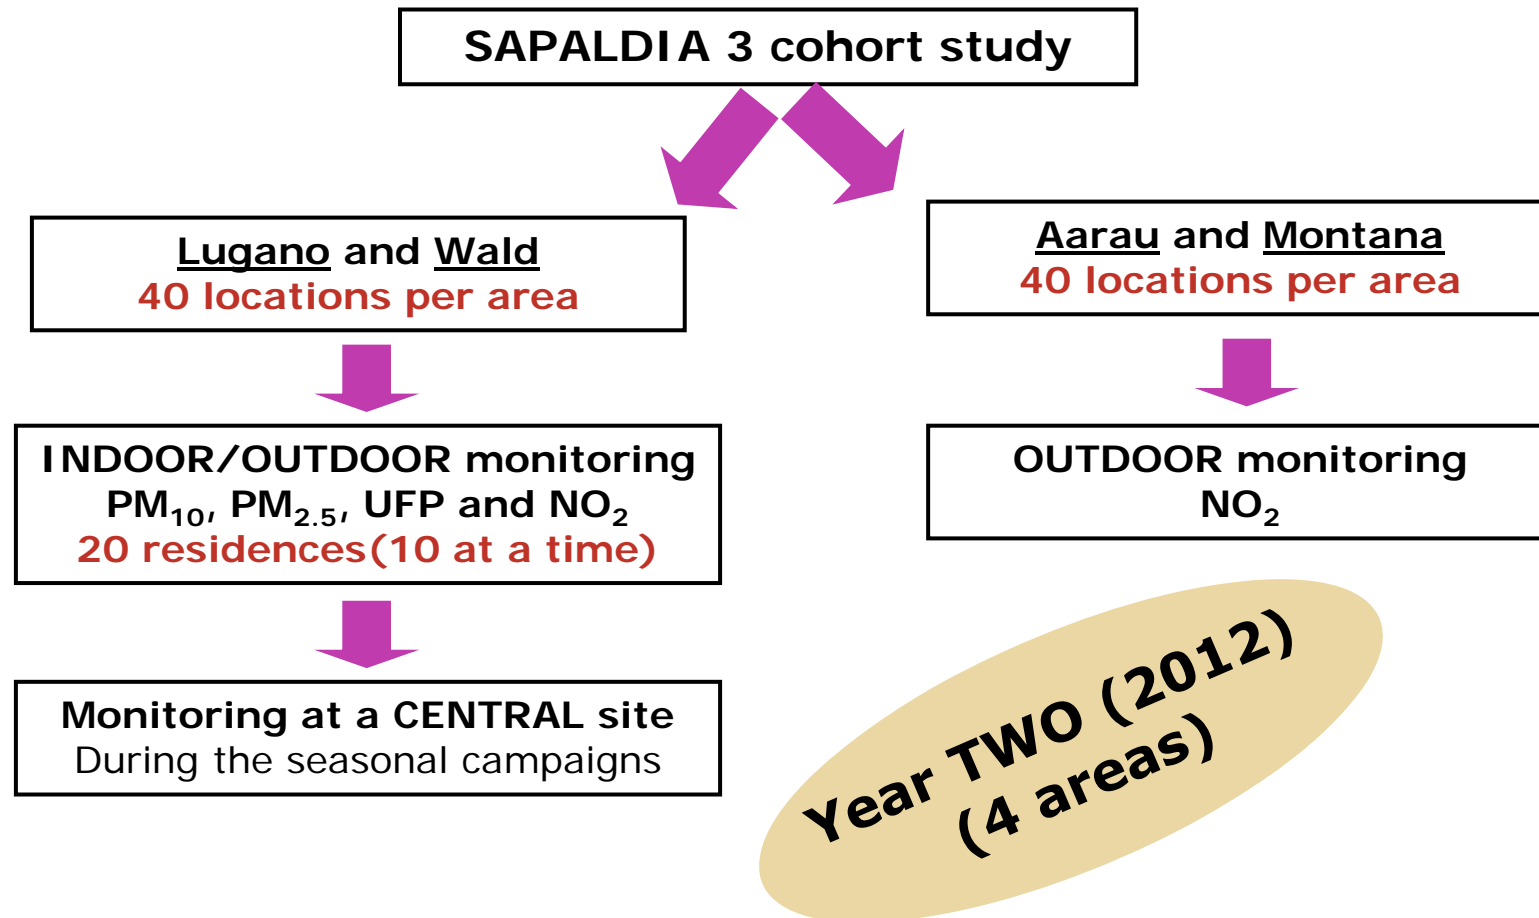 SAPALDIA 3 cohort study
Lugano and Wald
40 locations per area
Aarau and Montana
40 locations per area
INDOOR/OUTDOOR monitoring
PM₁₀, PM₂.₅, UFP and NO₂
20 residences(10 at a time)
OUTDOOR monitoring
NO₂
Monitoring at a CENTRAL site
During the seasonal campaigns
Year TWO (2012)
(4 areas)